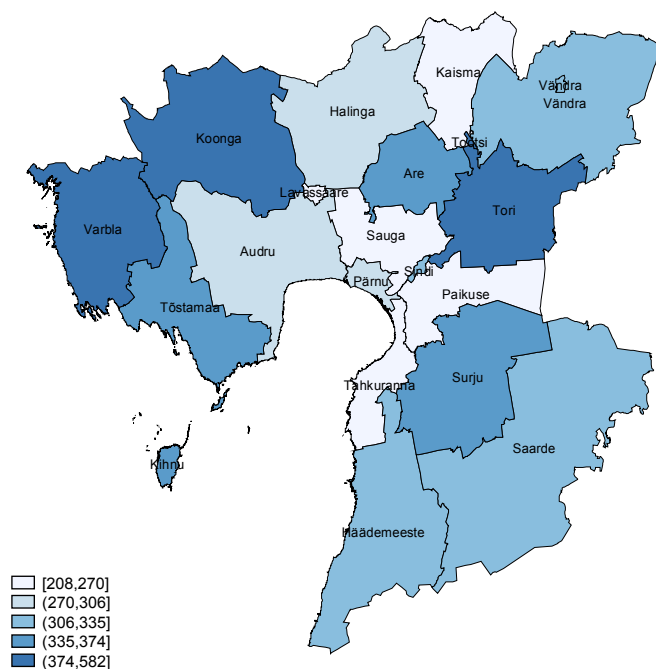 Kaisma
Vändra
Vändra
Halinga
Koonga
Tootsi
Are
Lavassaare
Tori
Varbla
Sauga
Audru
Sindi
Pärnu
Paikuse
Tõstamaa
Tahkuranna
Surju
Saarde
Kihnu
Häädemeeste
[208,270]
(270,306]
(306,335]
(335,374]
(374,582]